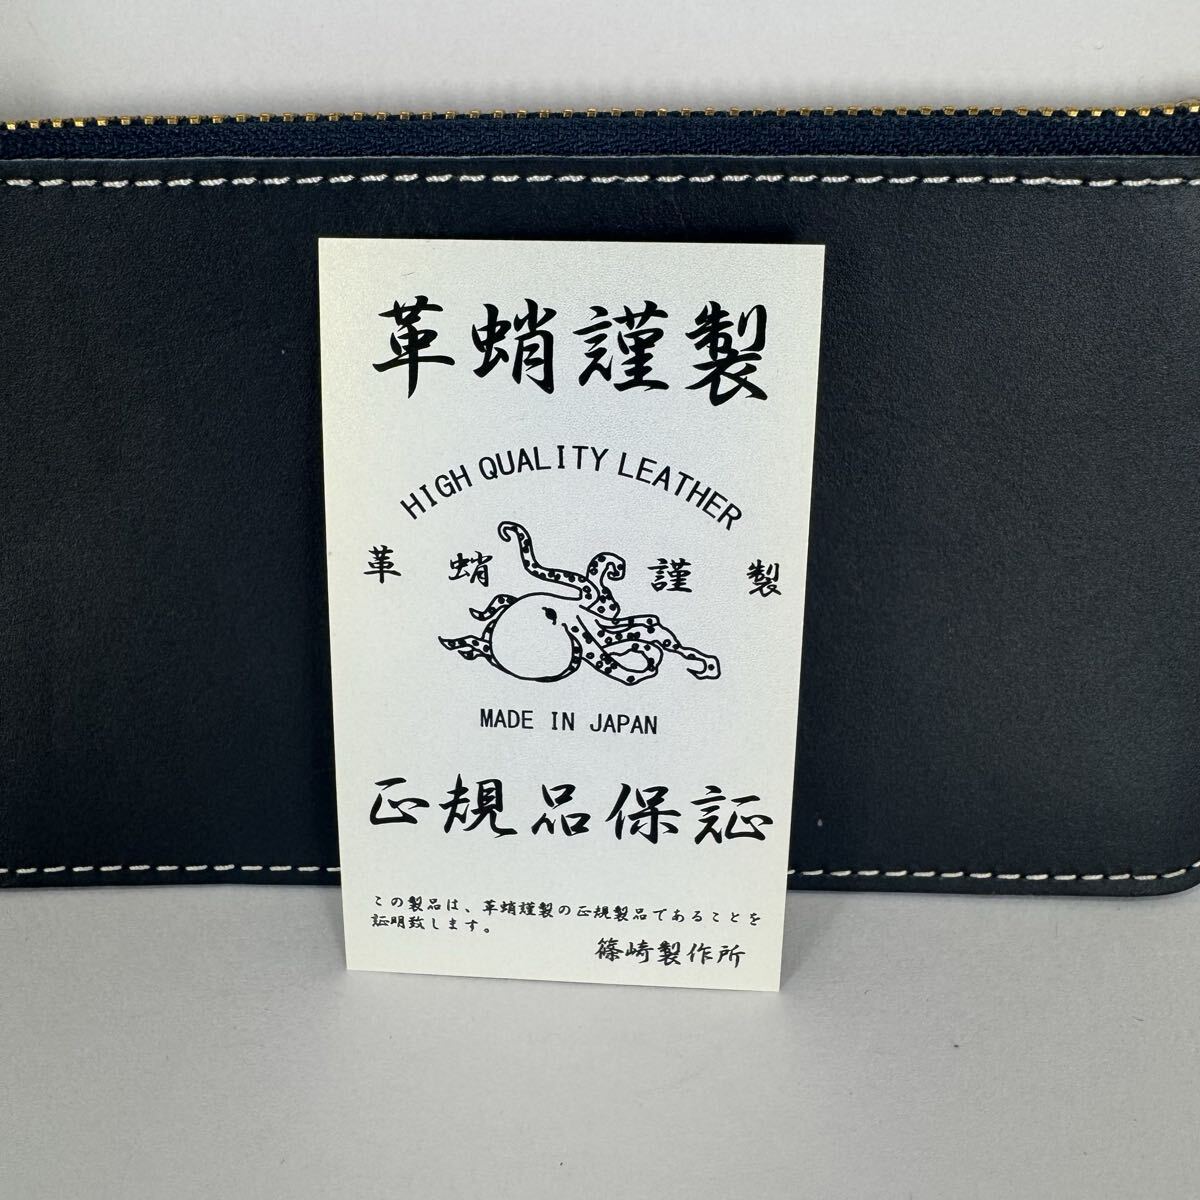 革蛸謹製
HIGH QUALITY LEATHER
革 蛸 謹 製
MADE IN JAPAN
正規品保証
この製品は、革蛸謹製の正規製品であることを
証明致します。
篠崎製作所